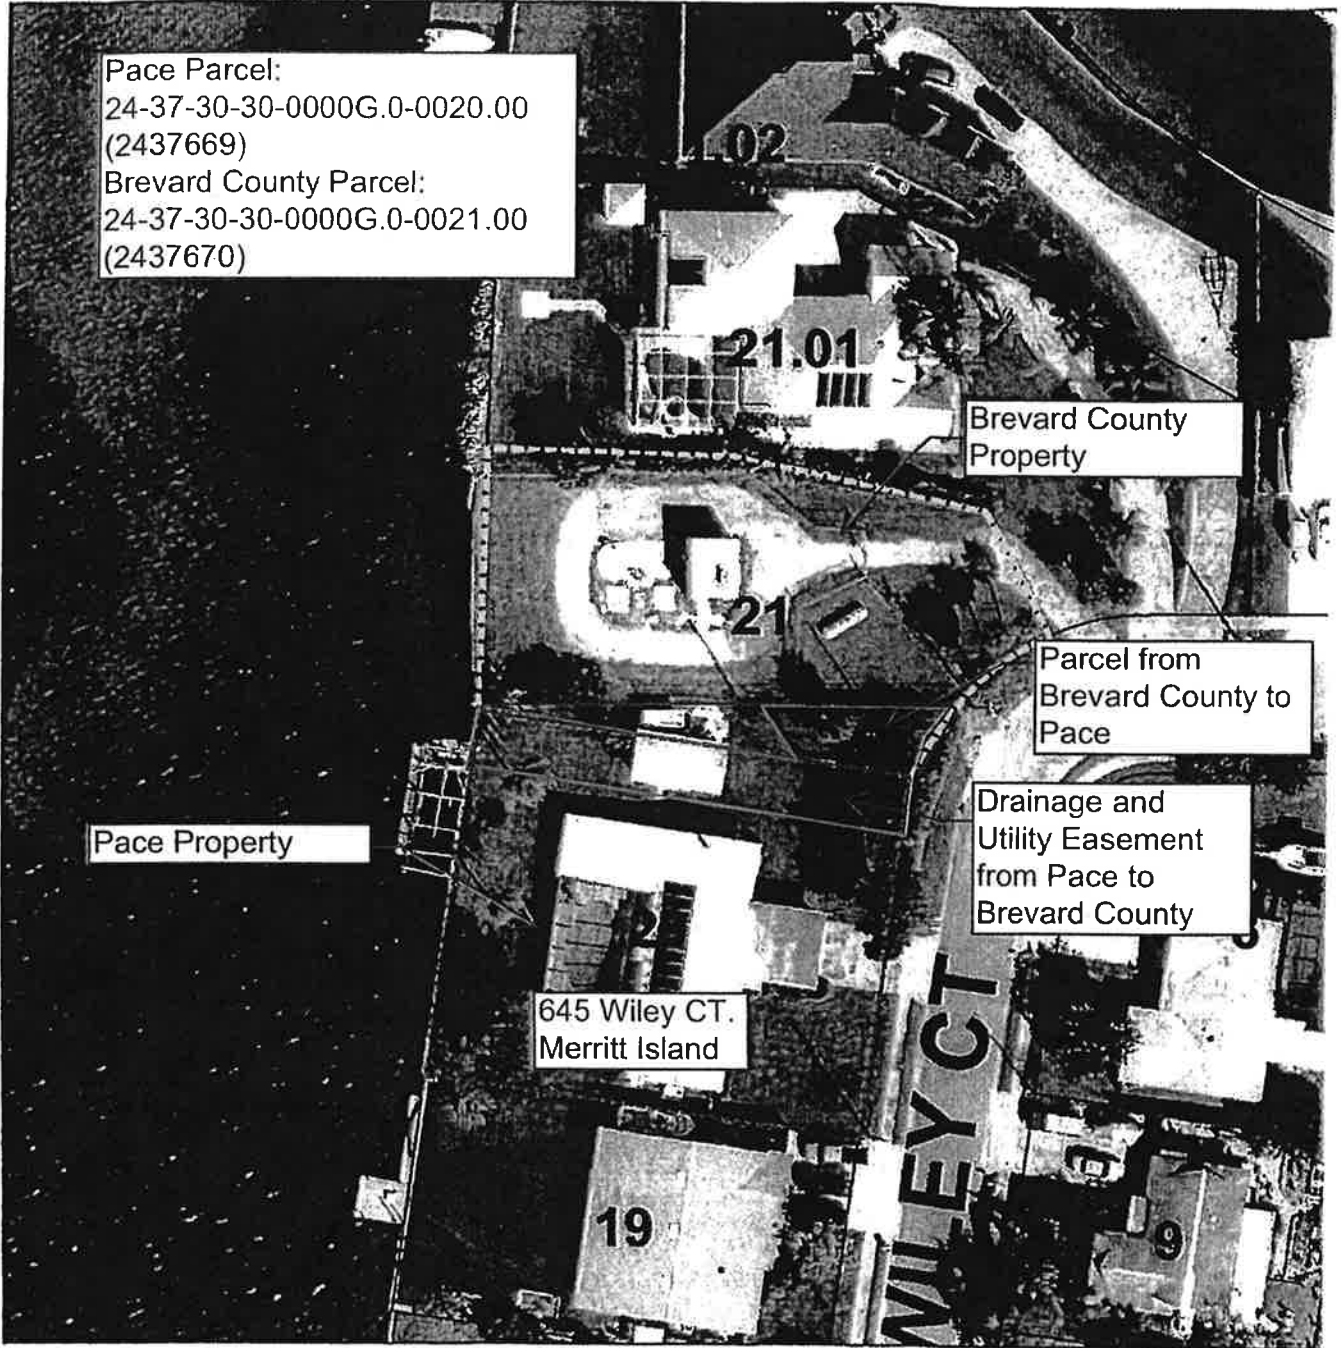 Pace Parcel:
24-37-30-30-0000G.0-0020.00
(2437669)
Brevard County Parcel:
24-37-30-30-0000G.0-0021.00
(2437670)
.02
21.01
Brevard County
Property
21
Parcel from
Brevard County to
Pace
Drainage and
Utility Easement
from Pace to
Brevard County
Pace Property
645 Wiley CT.
Merritt Island
WILEY CT
19
9